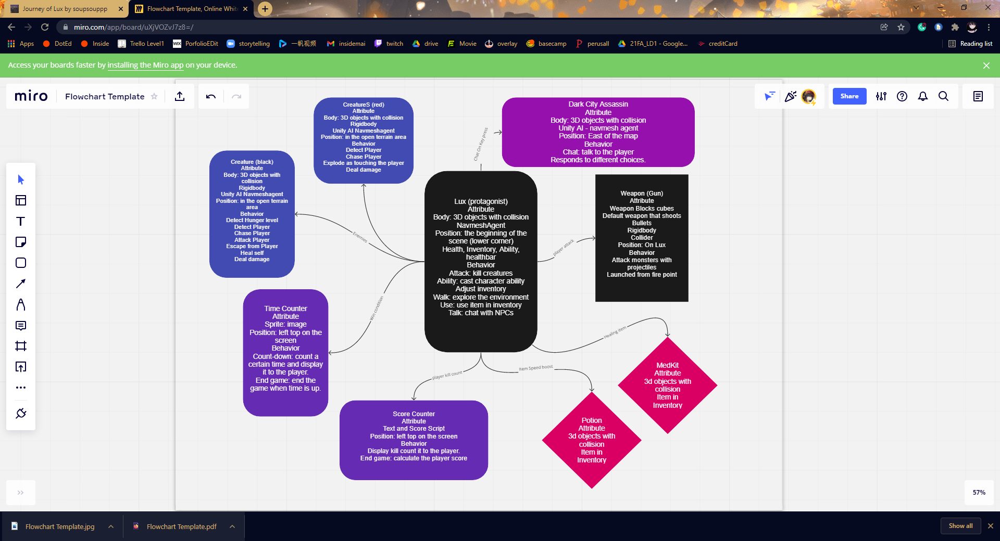 Journey of Lux by soupsouppp
Flowchart Template, Online Whit
miro.com/app/board/uXjVOZvJ7z8=/
Apps
DotEd
Inside
Trello Level1
WIX
PorfolioEDit
storytelling
一帆视频
insidemai
twitch
drive
Movie
overlay
basecamp
perusall
21FA_LD1 - Google...
creditCard
Reading list
Access your boards faster by installing the Miro app on your device.
miro
Flowchart Template
Share
CreatureS (red)
Attribute
Body: 3D objects with collision
Rigidbody
Unity AI Navmeshagent
Position: in the open terrain area
Behavior
Detect Player
Chase Player
Explode as touching the player
Deal damage
Chat On Key press
Dark City Assassin
Attribute
Body: 3D objects with collision
Unity AI - navmesh agent
Position: East of the map
Behavior
Chat: talk to the player
Responds to different choices.
Creature (black)
Attribute
Body: 3D objects with
collision
Rigidbody
Unity AI Navmeshagent
Position: in the open terrain
area
Behavior
Detect Hunger level
Detect Player
Chase Player
Attack Player
Escape from Player
Heal self
Deal damage
Enemies
Lux (protagonist)
Attribute
Body: 3D objects with collision
NavmeshAgent
Position: the beginning of the
scene (lower corner)
Health, Inventory, Ability,
healthbar
Behavior
Attack: kill creatures
Ability: cast character ability
Adjust inventory
Walk: explore the environment
Use: use item in inventory
Talk: chat with NPCs
player attack
Weapon (Gun)
Attribute
Weapon Blocks cubes
Default weapon that shoots
Bullets
Rigidbody
Collider
Position: On Lux
Behavior
Attack monsters with
projectiles
Launched from fire point
Win condition
Time Counter
Attribute
Sprite: image
Position: left top on the
screen
Behavior
Count-down: count a
certain time and display
it to the player.
End game: end the
game when time is up.
Healing item
MedKit
Attribute
3d objects with
collision
Item in
Inventory
player kill count
Item Speed boost
Score Counter
Attribute
Text and Score Script
Position: left top on the screen
Behavior
Display kill count it to the player.
End game: calculate the player score
Potion
Attribute
3d objects with
collision
Item in
Inventory
57%
Flowchart Template.jpg
Flowchart Template.pdf
Show all